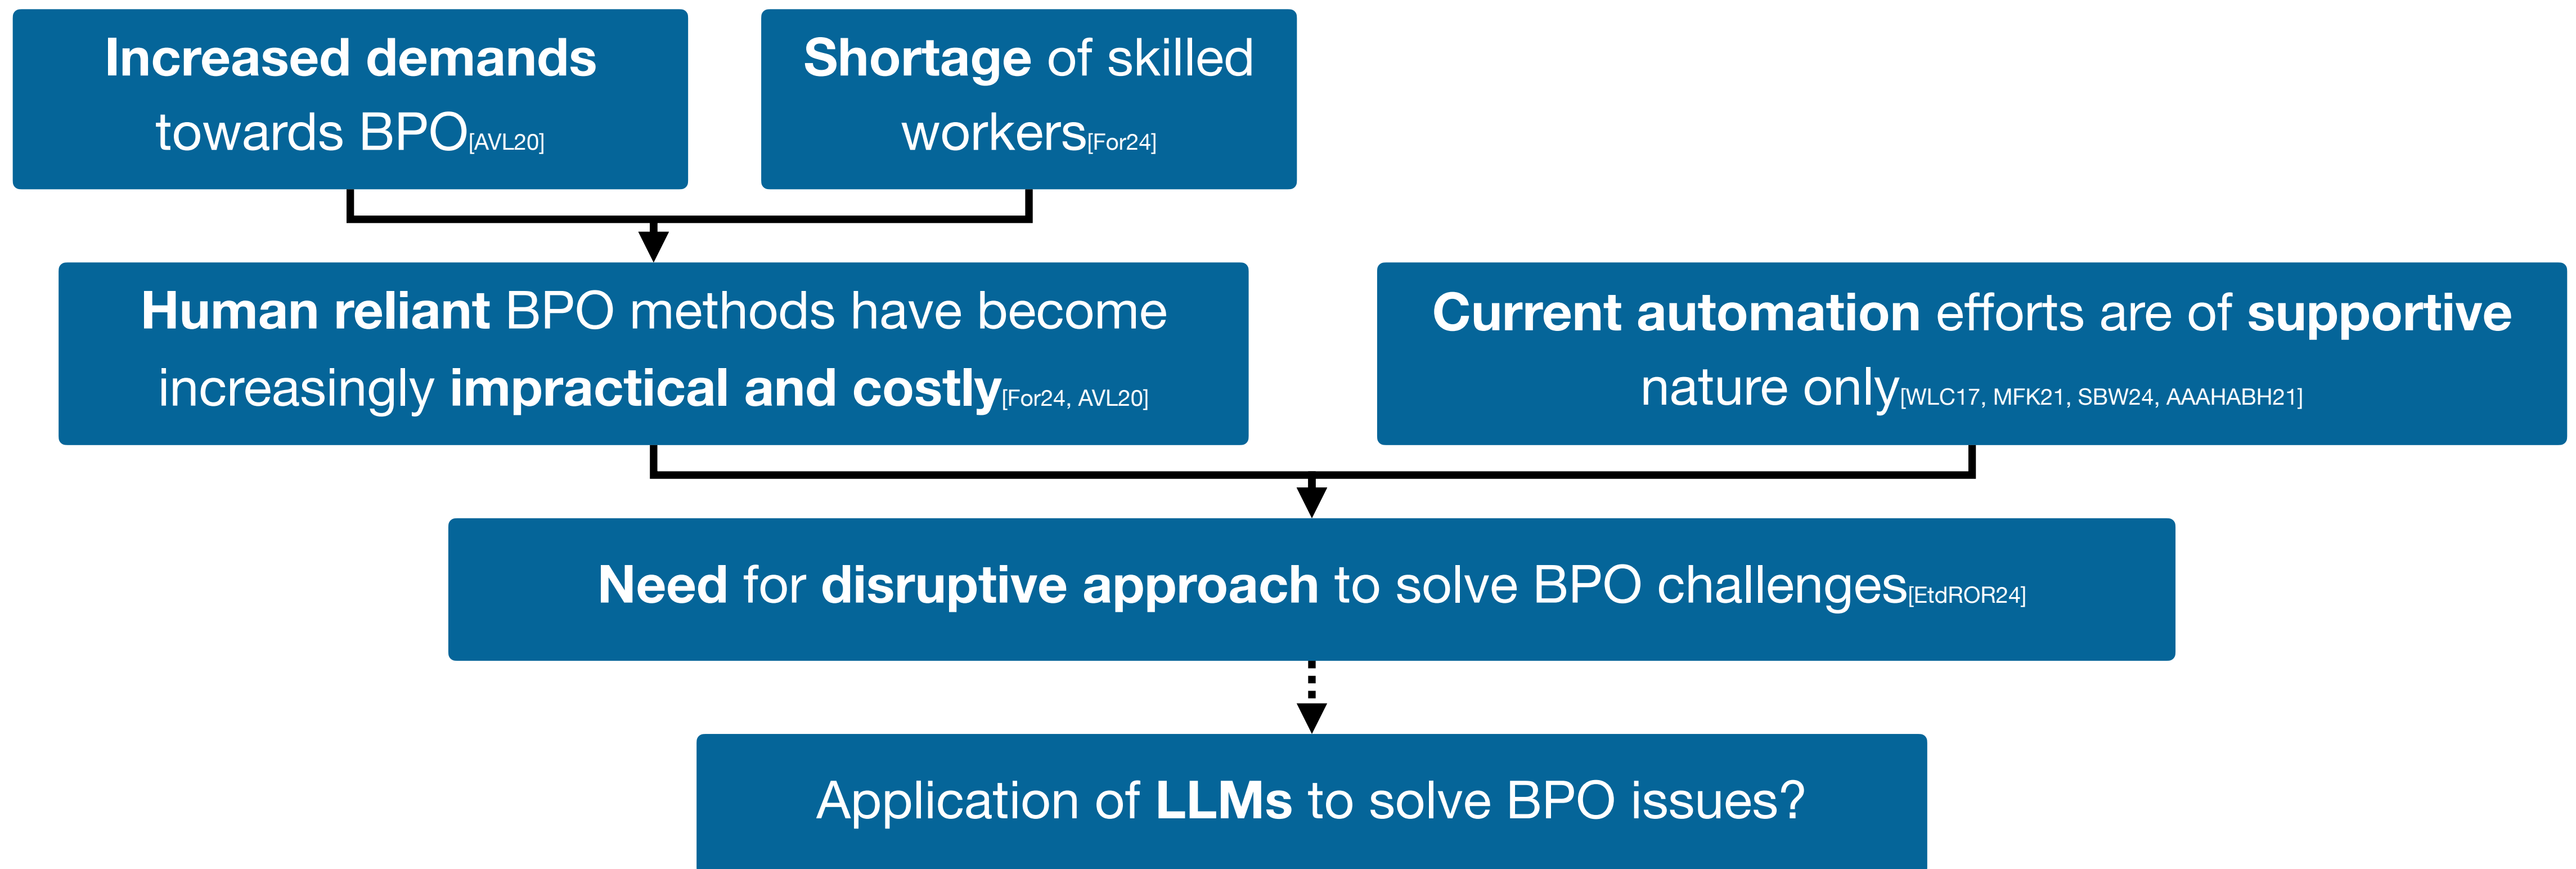 Increased demands
towards BPO[AVL20]
Shortage of skilled
workers[For24]
Human reliant BPO methods have become
increasingly impractical and costly[For24, AVL20]
Current automation efforts are of supportive
nature only[WLC17, MFK21, SBW24, AAAHABH21]
Need for disruptive approach to solve BPO challenges[EtdROR24]
Application of LLMs to solve BPO issues?